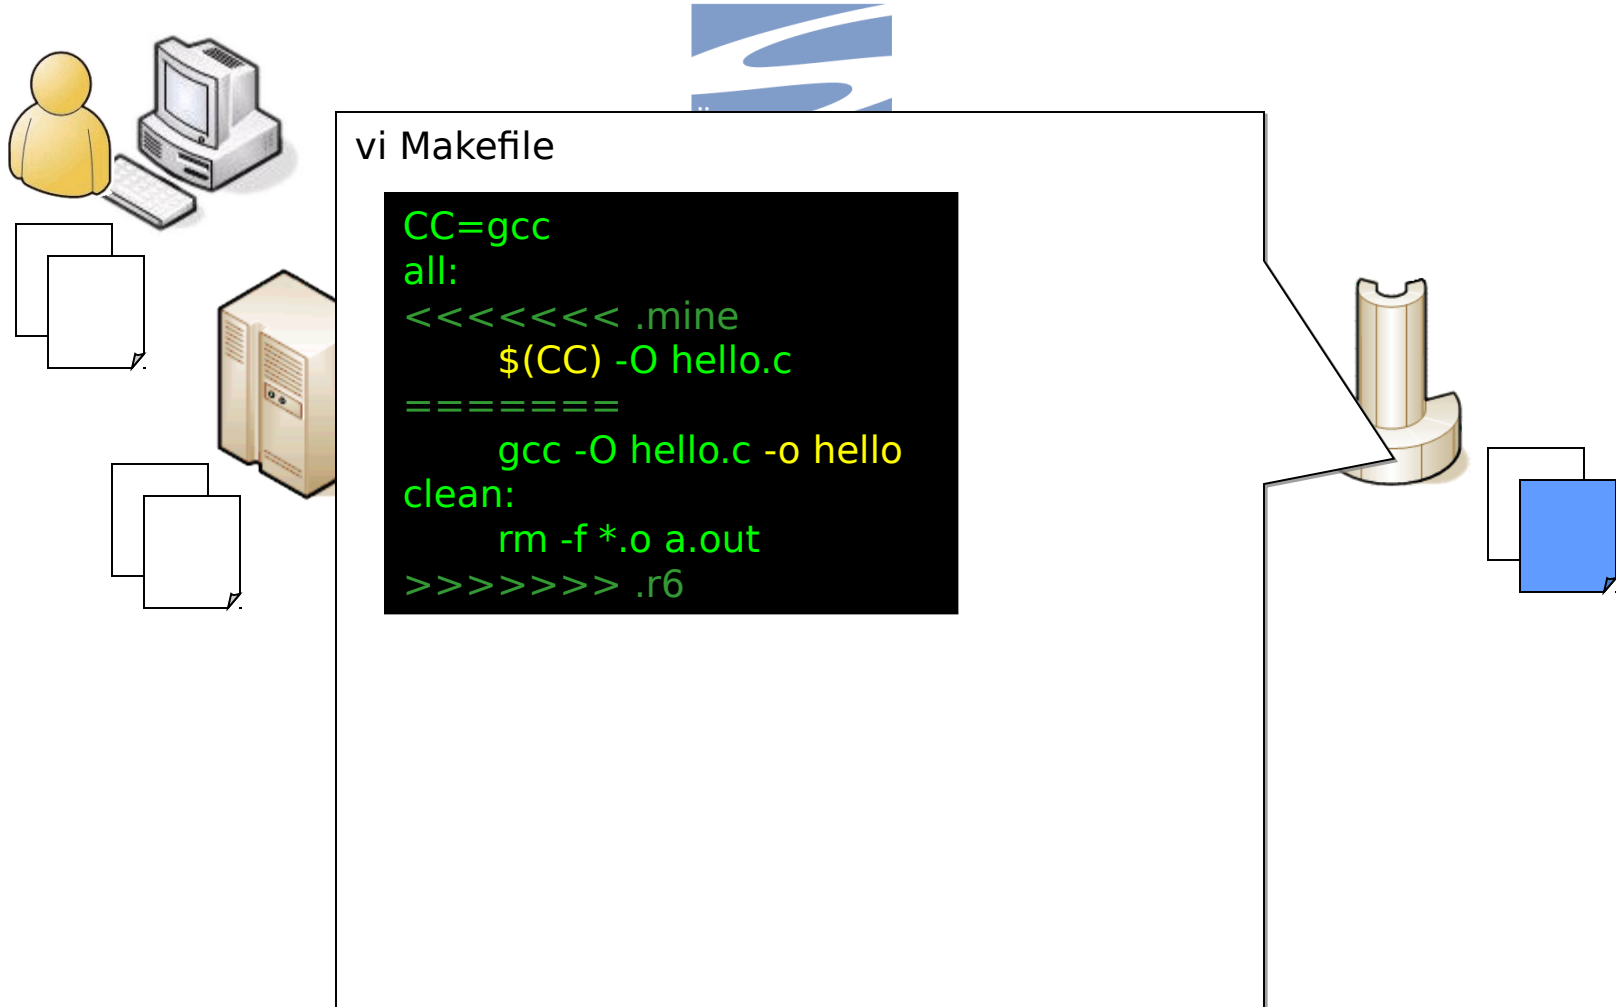 vi Makefile
CC=gcc
all:
<<<<<<< .mine
$(CC) -O hello.c
=======
gcc -O hello.c -o hello
clean:
rm -f *.o a.out
>>>>>>> .r6